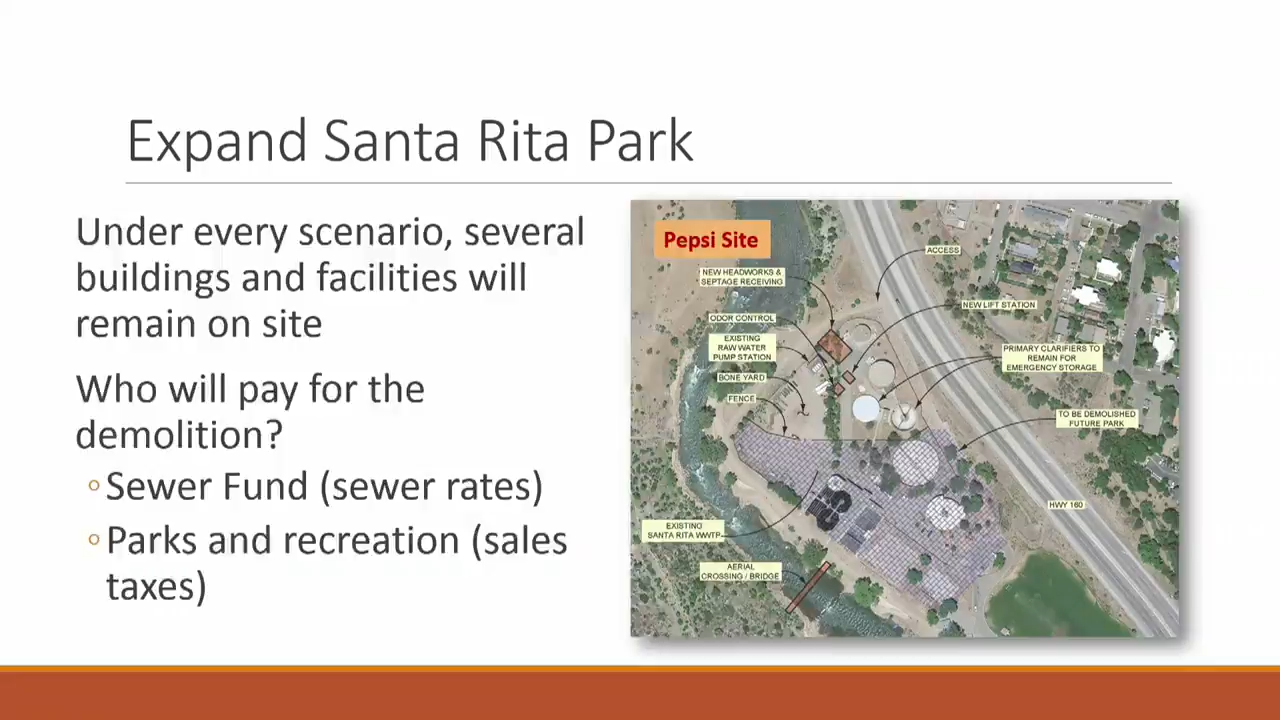 Expand Santa Rita Park
Under every scenario, several
buildings and facilities will
remain on site
Who will pay for the
demolition?
Sewer Fund (sewer rates)
Parks and recreation (sales
taxes)
Pepsi Site
ACCESS
NEW HEADWORKS &
SEPTAGE RECEIVING
NEW LIFT STATION
ODOR CONTROL
EXISTING
RAW WATER
PUMP STATION
PRIMARY CLARIFIERS TO
REMAIN FOR
EMERGENCY STORAGE
BONE YARD
FENCE
TO BE DEMOLISHED
FUTURE PARK
HWY 160
EXISTING
SANTA RITA WWTP
AERIAL
CROSSING / BRIDGE